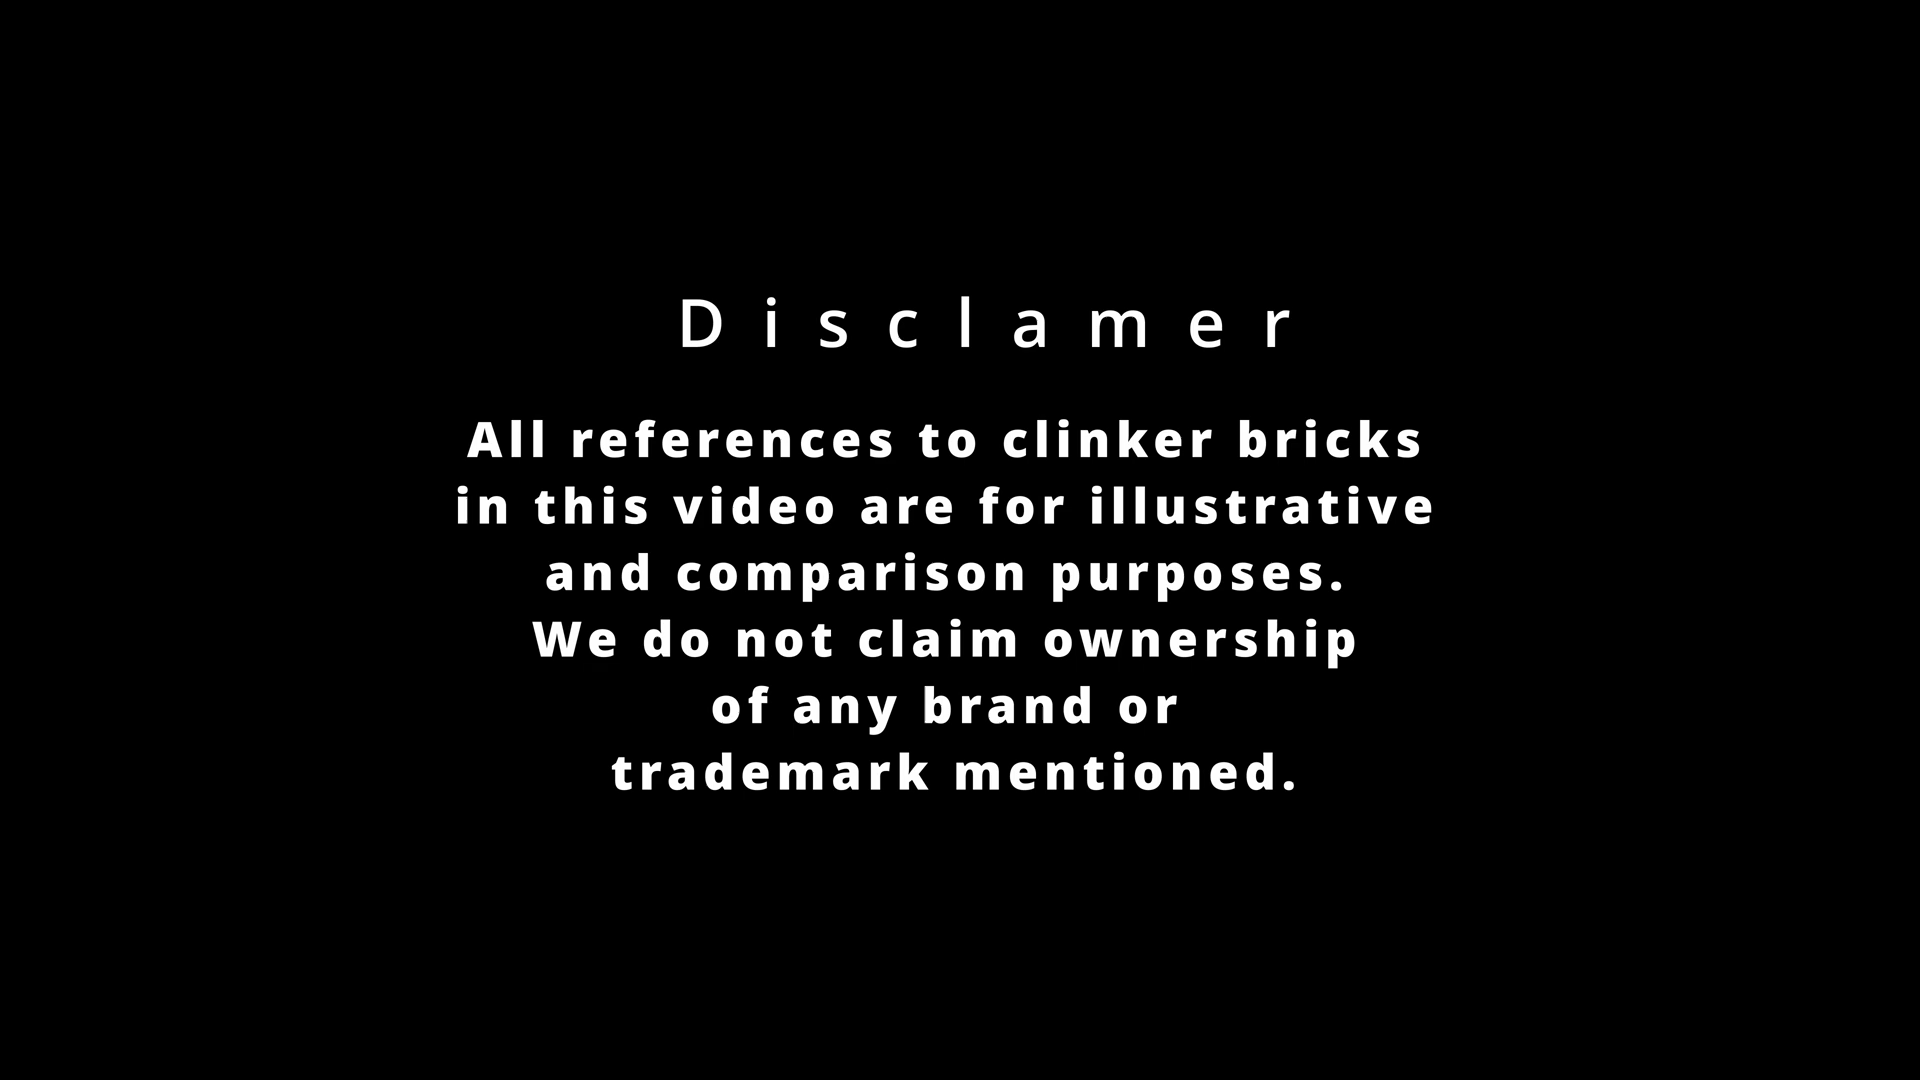 Disclamer
All references to clinker bricks
in this video are for illustrative
and comparison purposes.
We do not claim ownership
of any brand or
trademark mentioned.